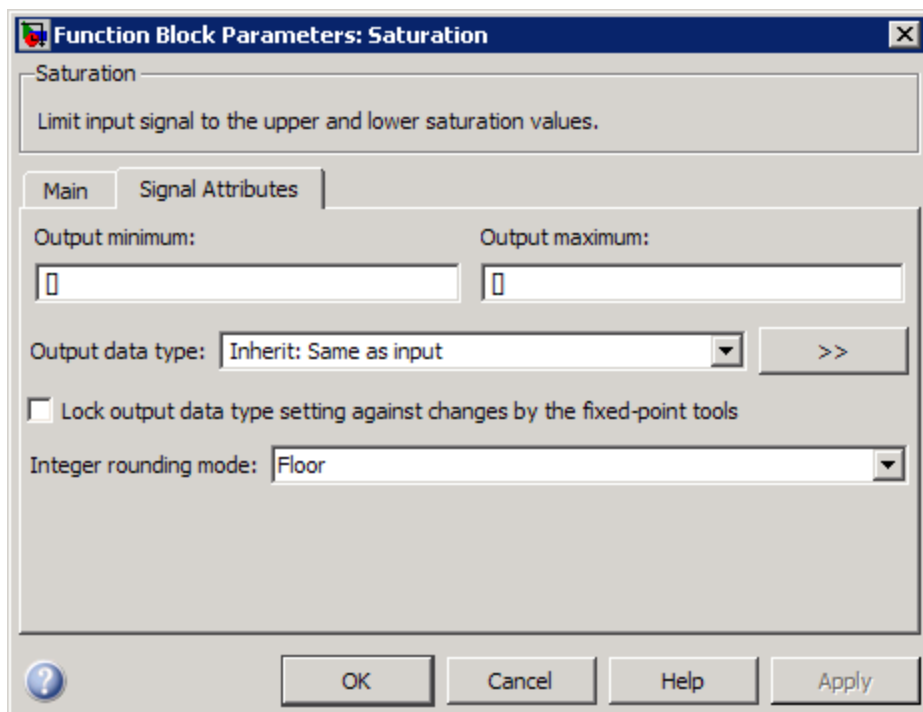 Function Block Parameters: Saturation
Saturation
Limit input signal to the upper and lower saturation values.
Main Signal Attributes
Output minimum: Output maximum:
[] []
Output data type: Inherit: Same as input >>
Lock output data type setting against changes by the fixed-point tools
Integer rounding mode: Floor
? OK Cancel Help Apply